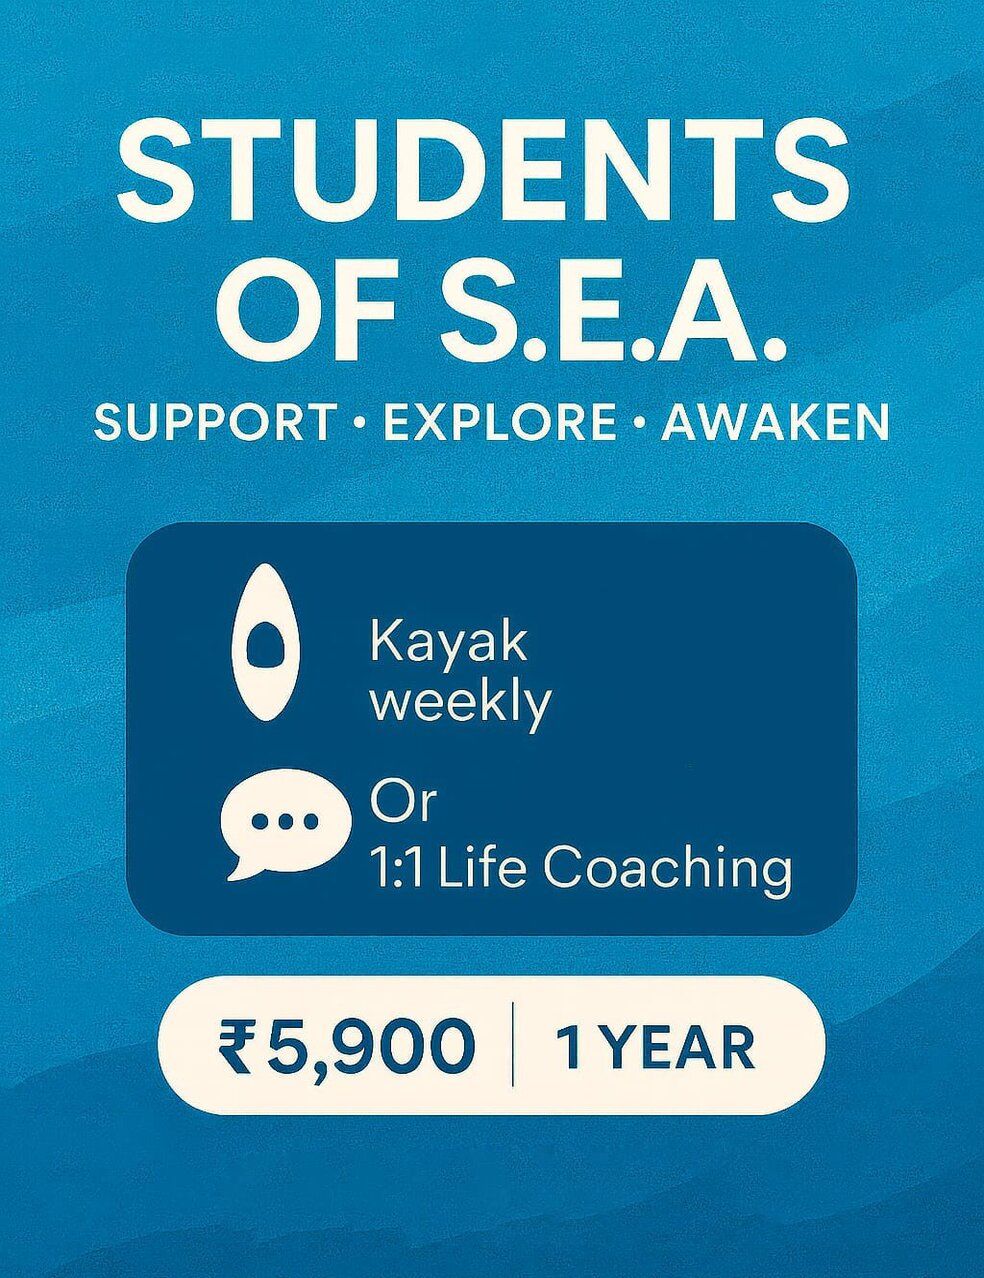 STUDENTS
OF S.E.A.
SUPPORT • EXPLORE • AWAKEN
Kayak
weekly
Or
1:1 Life Coaching
₹5,900 | 1 YEAR